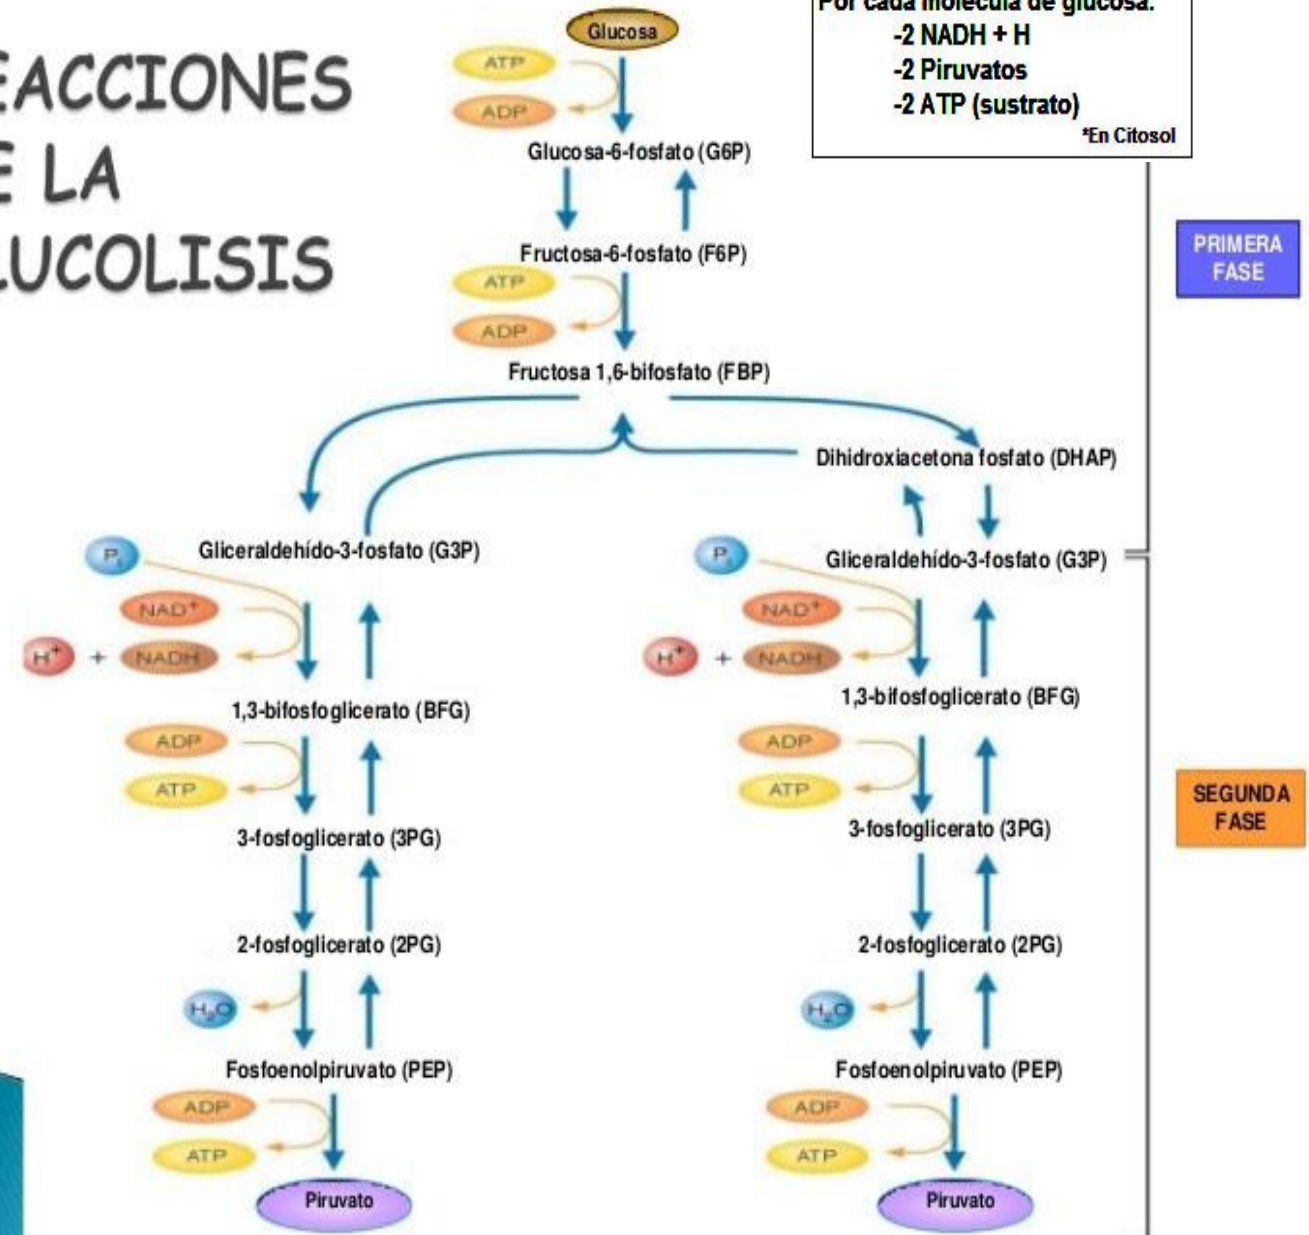 EACCIONES
E LA
LUCOLISIS
Por cada molécula de glucosa:
-2 NADH + H
-2 Piruvatos
-2 ATP (sustrato)
*En Citosol
Glucosa
ATP
ADP
Glucosa-6-fosfato (G6P)
PRIMERA
FASE
Fructosa-6-fosfato (F6P)
ATP
ADP
Fructosa 1,6-bifosfato (FBP)
Dihidroxiacetona fosfato (DHAP)
Gliceraldehído-3-fosfato (G3P)
Pi
NAD+
H+ + NADH
1,3-bifosfoglicerato (BFG)
ADP
ATP
3-fosfoglicerato (3PG)
2-fosfoglicerato (2PG)
H2O
Fosfoenolpiruvato (PEP)
ADP
ATP
Piruvato
Gliceraldehído-3-fosfato (G3P)
Pi
NAD+
H+ + NADH
1,3-bifosfoglicerato (BFG)
ADP
ATP
3-fosfoglicerato (3PG)
2-fosfoglicerato (2PG)
H2O
Fosfoenolpiruvato (PEP)
ADP
ATP
Piruvato
SEGUNDA
FASE